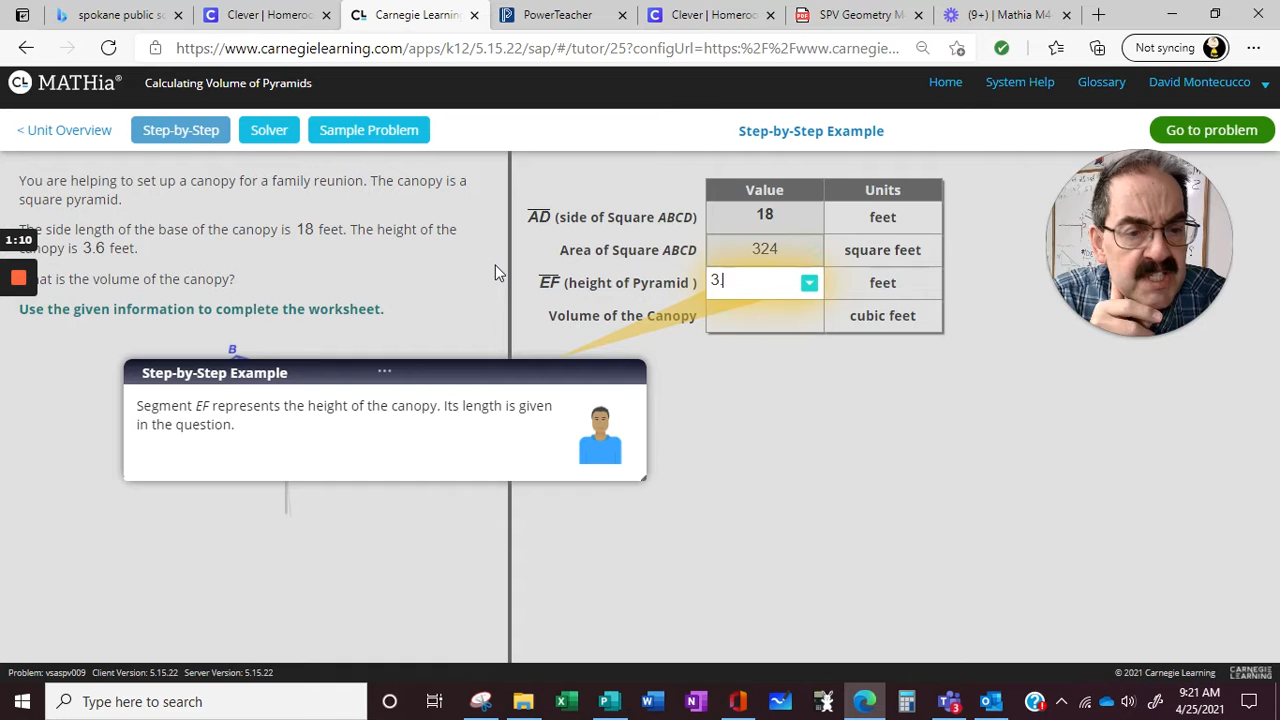 spokane public s
Clever | Homeroo
Carnegie Learning
PowerTeacher
Clever | Homeroo
SPV Geometry M
(9+) | Mathia M4
https://www.carnegielearning.com/apps/k12/5.15.22/sap/#/tutor/25?configUrl=https:%2F%2Fwww.carnegie...
Not syncing
CL MATHia®
Calculating Volume of Pyramids
Home
System Help
Glossary
David Montecucco
< Unit Overview
Step-by-Step
Solver
Sample Problem
Step-by-Step Example
Go to problem
You are helping to set up a canopy for a family reunion. The canopy is a
square pyramid.
The side length of the base of the canopy is 18 feet. The height of the
canopy is 3.6 feet.
hat is the volume of the canopy?
Use the given information to complete the worksheet.
1:10
B
Value Units
AD (side of Square ABCD) 18 feet
Area of Square ABCD 324 square feet
EF (height of Pyramid ) 3 feet
Volume of the Canopy cubic feet
Step-by-Step Example
Segment EF represents the height of the canopy. Its length is given
in the question.
Problem: vsaspv009 Client Version: 5.15.22 Server Version: 5.15.22
© 2021 Carnegie Learning
CARNEGIE
LEARNING
Type here to search
3
9:21 AM
4/25/2021